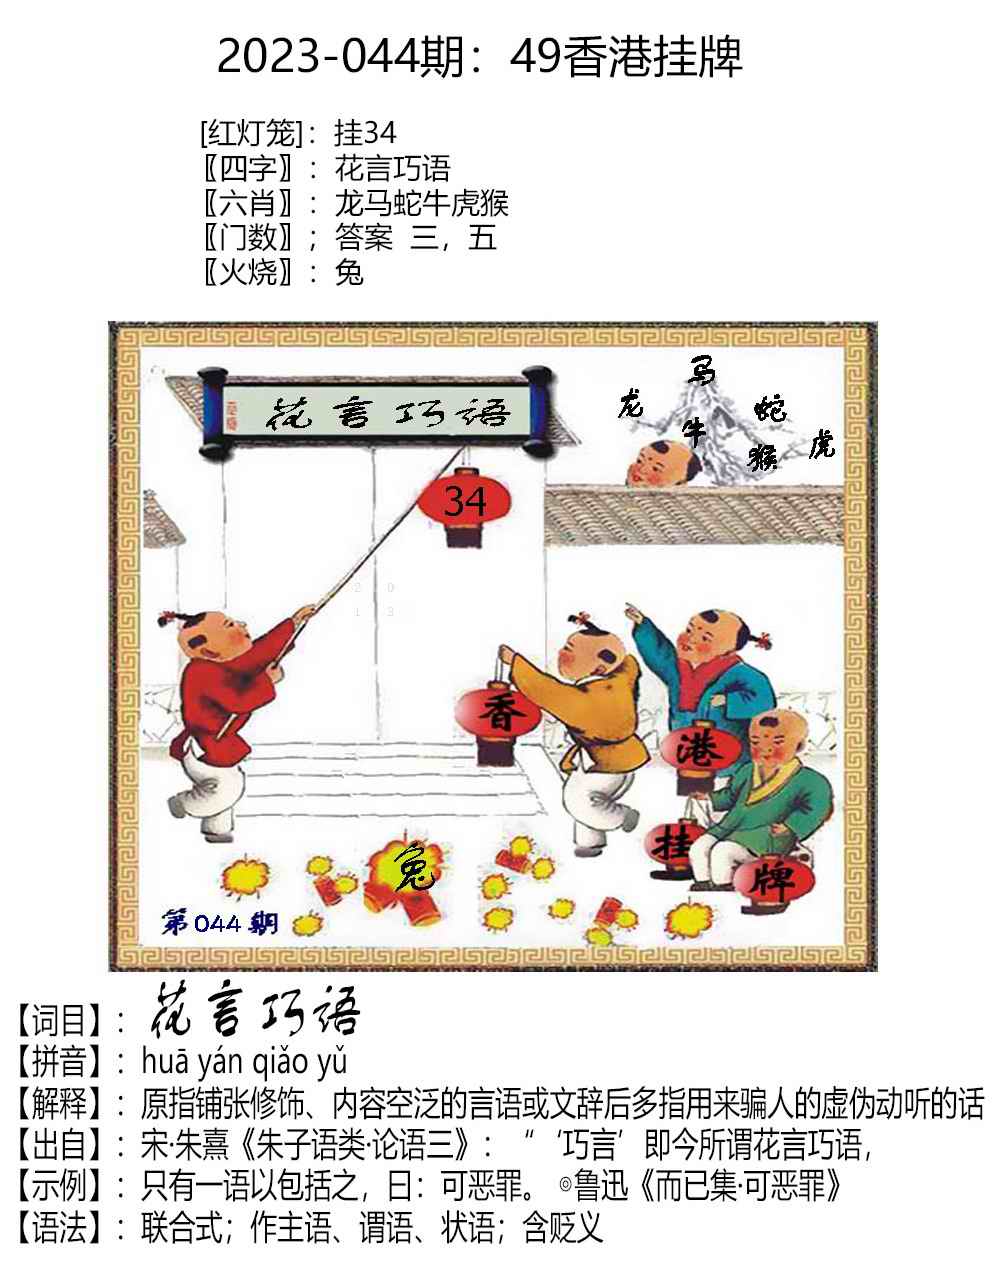 2023-044期：49香港挂牌
[红灯笼]：挂34
〖四字〗：花言巧语
〖六肖〗：龙马蛇牛虎猴
〖门数〗；答案 三，五
〖火烧〗：兔
花言巧语
马
龙
蛇
牛
猴
虎
34
2 0
1 3
香
港
挂
牌
兔
第044期
【词目】：花言巧语
【拼音】：huā yán qiǎo yǔ
【解释】：原指铺张修饰、内容空泛的言语或文辞后多指用来骗人的虚伪动听的话
【出自】：宋·朱熹《朱子语类·论语三》：“‘巧言’即今所谓花言巧语，
【示例】：只有一语以包括之，曰：可恶罪。 ◎鲁迅《而已集·可恶罪》
【语法】：联合式；作主语、谓语、状语；含贬义